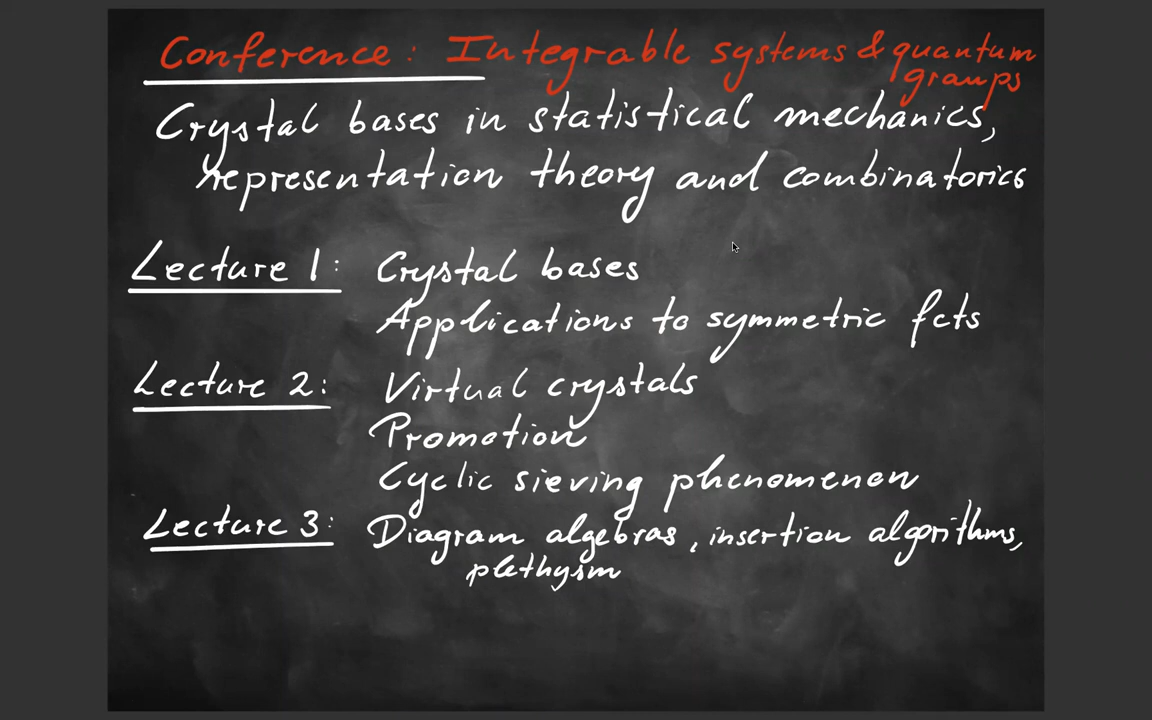 Conference: Integrable systems & quantum
groups
Crystal bases in statistical mechanics,
representation theory and combinatorics
Lecture 1: Crystal bases
Applications to symmetric fcts
Lecture 2: Virtual crystals
Promotion
Cyclic sieving phenomenon
Lecture 3: Diagram algebras, insertion algorithms,
plethysm